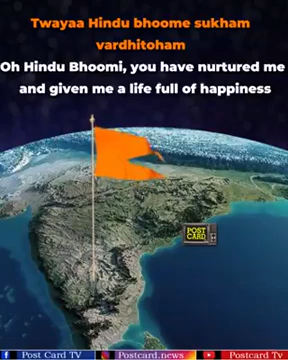 Twayaa Hindu bhoome sukham
vardhitoham
Oh Hindu Bhoomi, you have nurtured me
and given me a life full of happiness
POST
CARD
f Post Card TV
Postcard.news
Postcard Tv